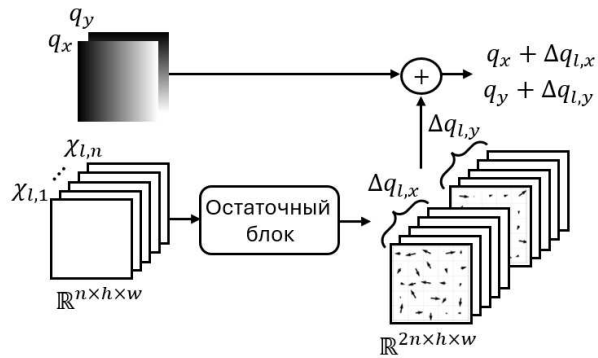 q_y
q_x
+
q_x + Δq_{l,x}
q_y + Δq_{l,y}
Δq_{l,y}
χ_{l,n}
...
χ_{l,1}
Δq_{l,x}
Остаточный
блок
ℝ^{n×h×w}
ℝ^{2n×h×w}